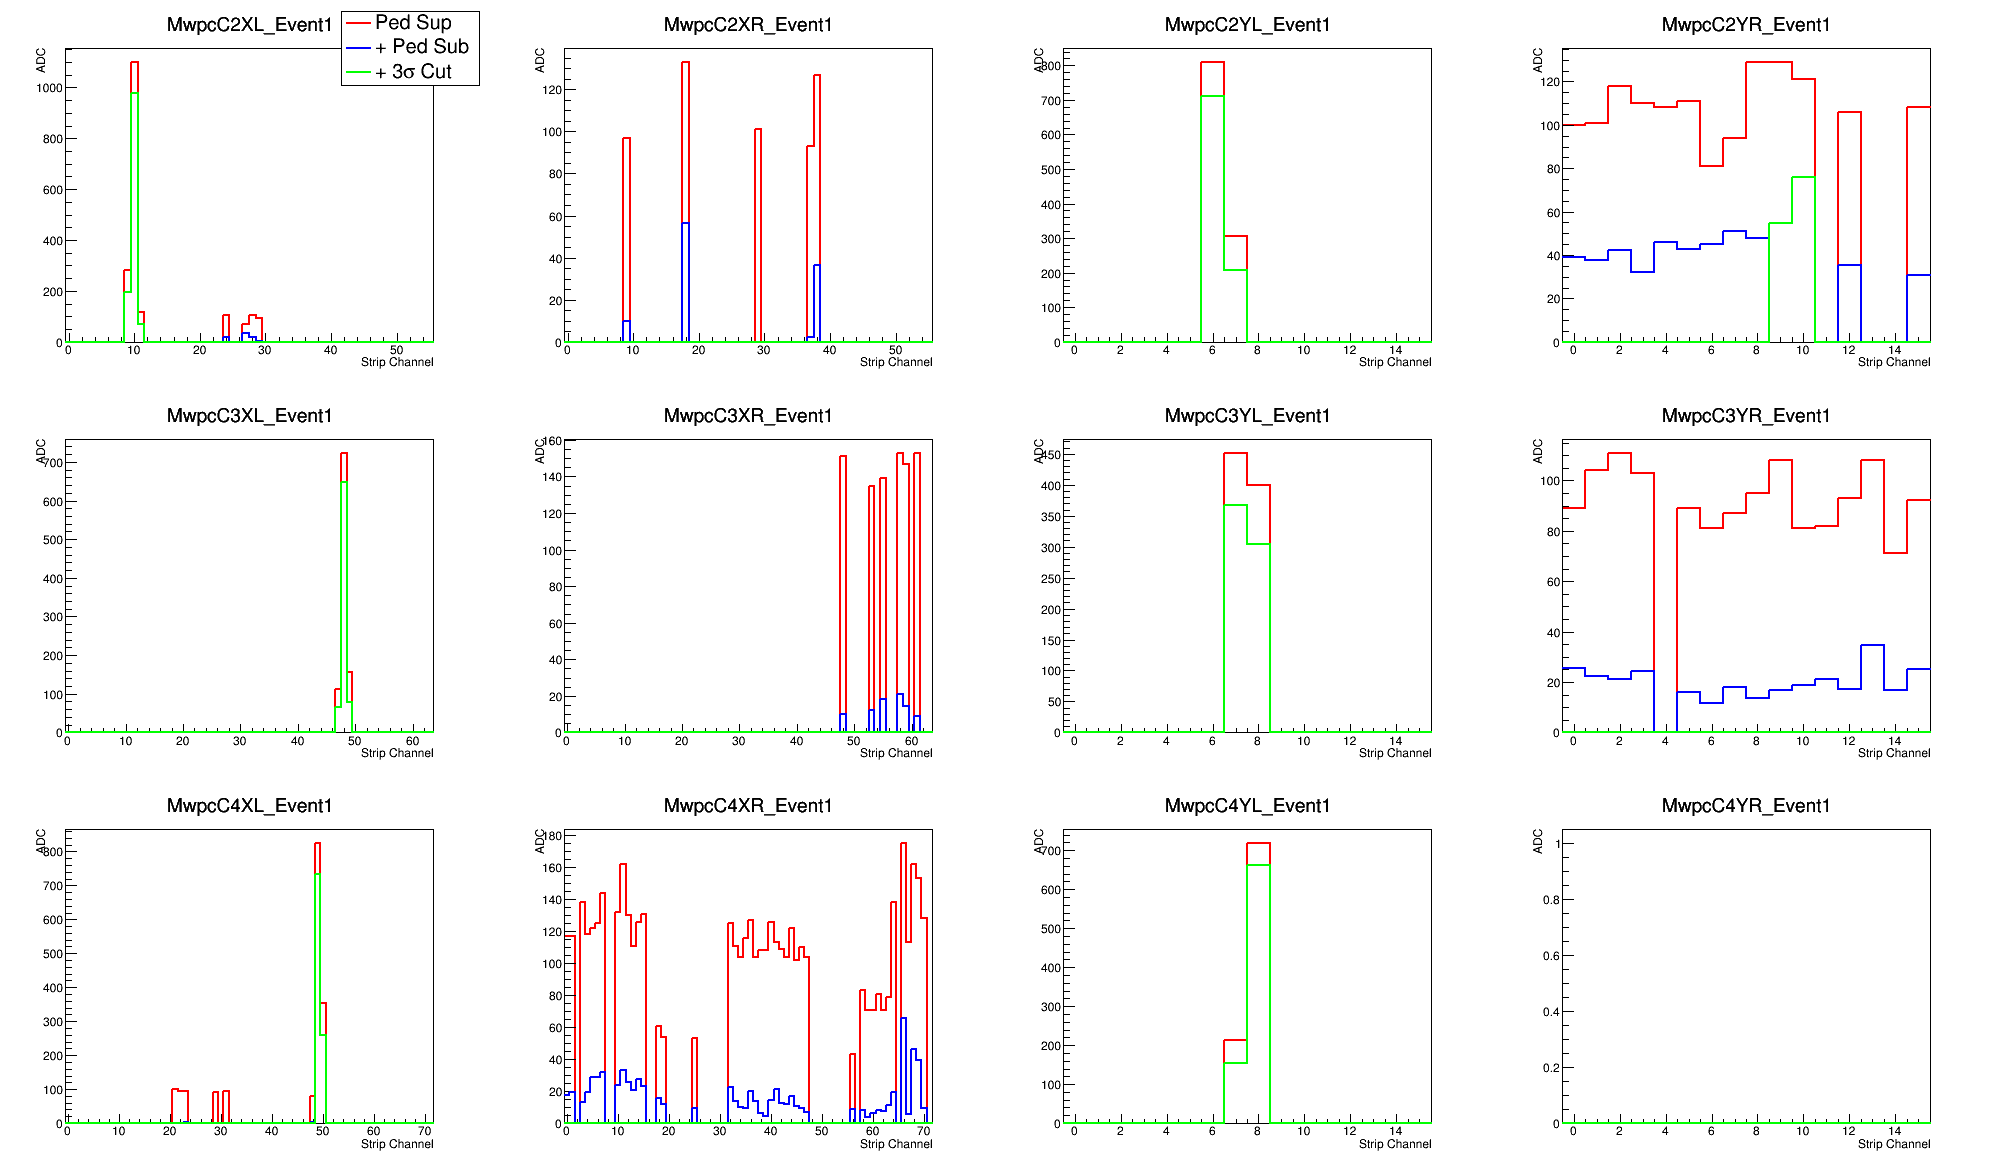 MwpcC2XL_Event1
Ped Sup
+ Ped Sub
+ 3σ Cut
ADC
1000
800
600
400
200
0
0 10 20 30 40 50
Strip Channel
MwpcC2XR_Event1
ADC
120
100
80
60
40
20
0
0 10 20 30 40 50
Strip Channel
MwpcC2YL_Event1
ADC
800
700
600
500
400
300
200
100
0
0 2 4 6 8 10 12 14
Strip Channel
MwpcC2YR_Event1
ADC
120
100
80
60
40
20
0
0 2 4 6 8 10 12 14
Strip Channel
MwpcC3XL_Event1
ADC
700
600
500
400
300
200
100
0
0 10 20 30 40 50 60
Strip Channel
MwpcC3XR_Event1
ADC
160
140
120
100
80
60
40
20
0
0 10 20 30 40 50 60
Strip Channel
MwpcC3YL_Event1
ADC
450
400
350
300
250
200
150
100
50
0
0 2 4 6 8 10 12 14
Strip Channel
MwpcC3YR_Event1
ADC
100
80
60
40
20
0
0 2 4 6 8 10 12 14
Strip Channel
MwpcC4XL_Event1
ADC
800
700
600
500
400
300
200
100
0
0 10 20 30 40 50 60 70
Strip Channel
MwpcC4XR_Event1
ADC
180
160
140
120
100
80
60
40
20
0
0 10 20 30 40 50 60 70
Strip Channel
MwpcC4YL_Event1
ADC
700
600
500
400
300
200
100
0
0 2 4 6 8 10 12 14
Strip Channel
MwpcC4YR_Event1
ADC
1
0.8
0.6
0.4
0.2
0
0 2 4 6 8 10 12 14
Strip Channel